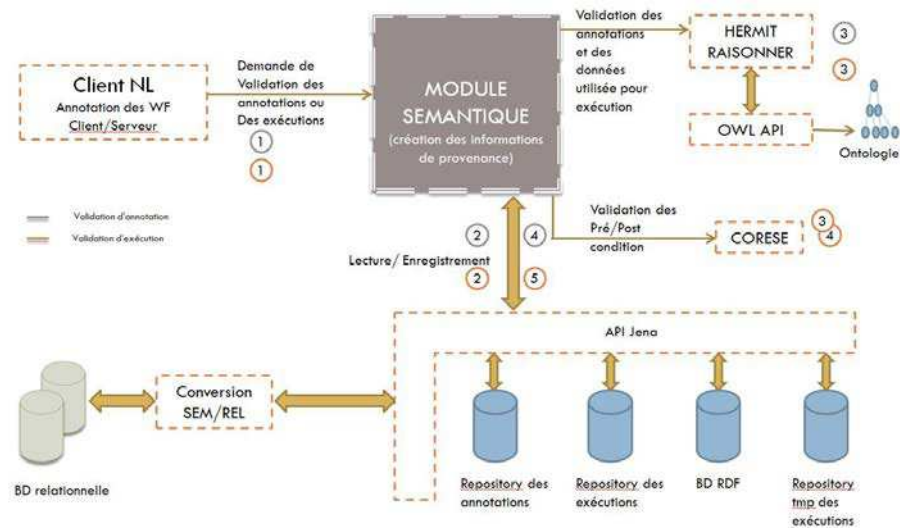 Client NL
Annotation des WF
Client/Serveur
Demande de
Validation des
annotations ou
Des exécutions
1
1
MODULE
SEMANTIQUE
(création des informations
de provenance)
Validation des
annotations
et des
données
utilisée pour
exécution
HERMIT
RAISONNER
3
3
OWL API
Ontologie
Validation d'annotation
Validation d'exécution
2
4
Lecture/ Enregistrement
2
5
Validation des
Pré/Post
condition
CORESE
3
4
API Jena
Conversion
SEM/REL
BD relationnelle
Repository des
annotations
Repository des
exécutions
BD RDF
Repository
tmp des
exécutions